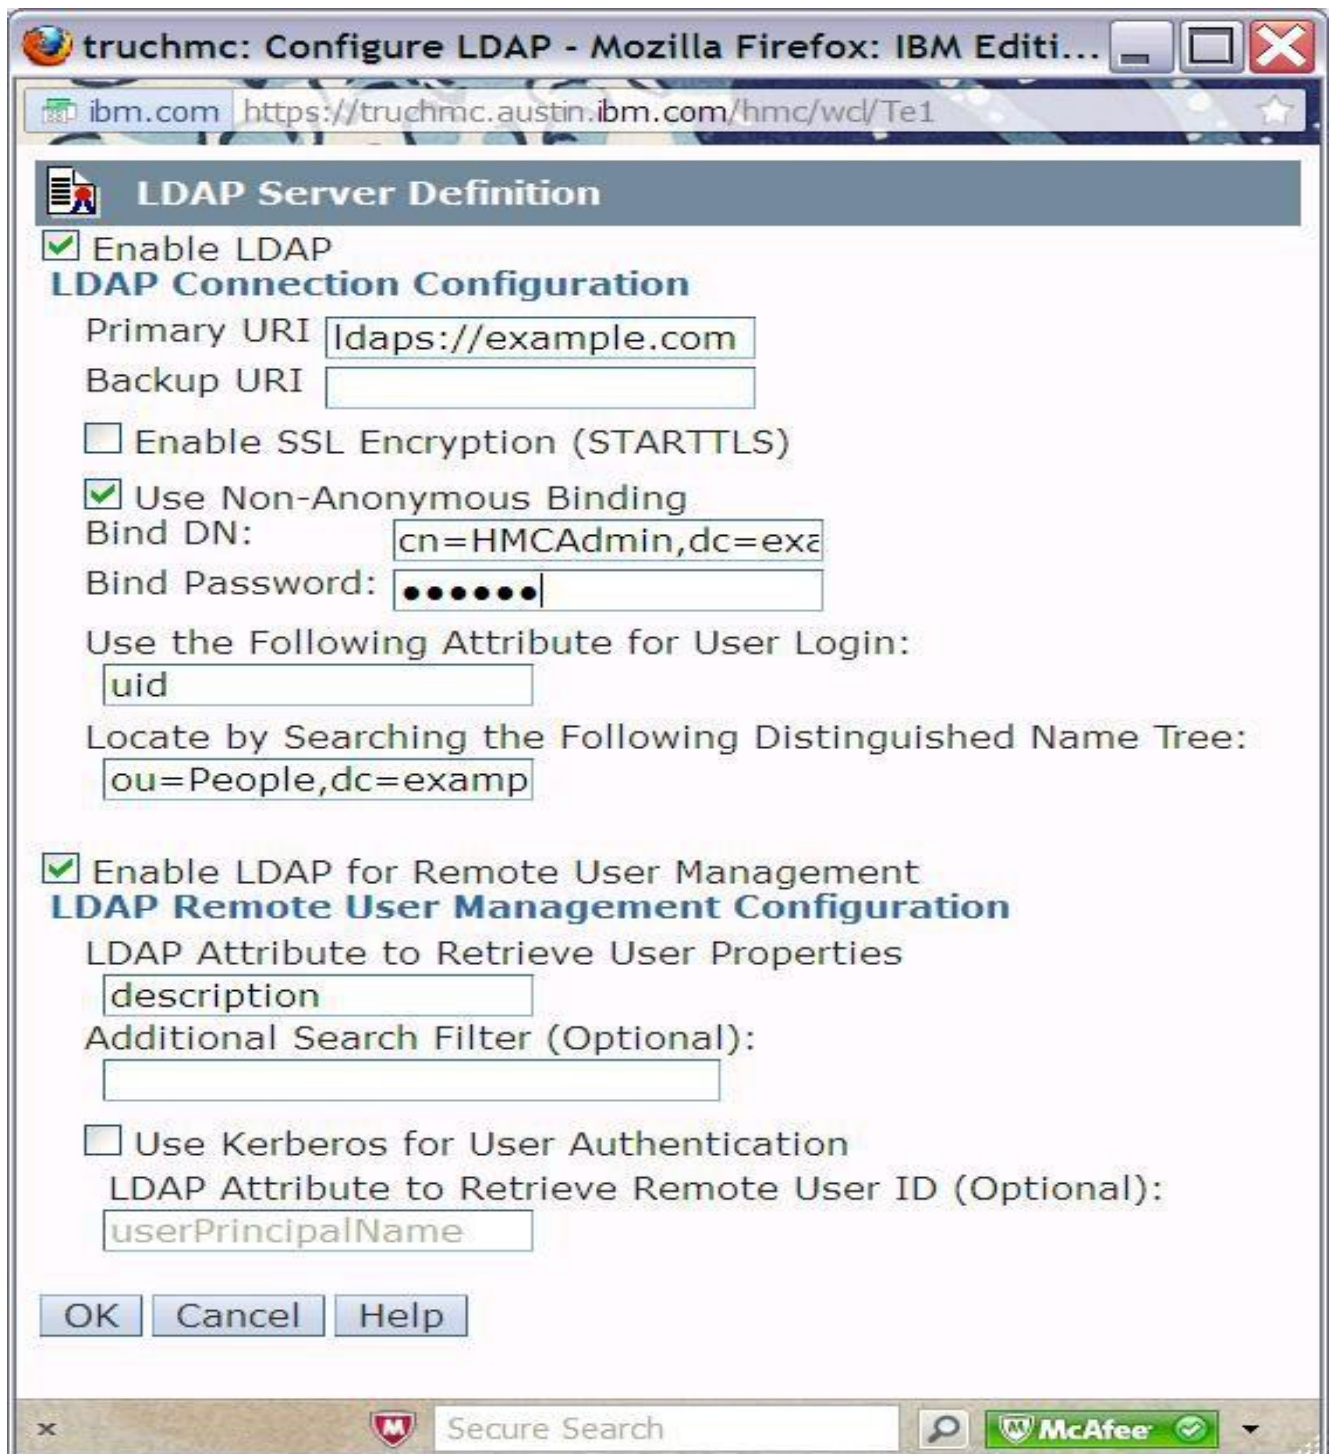 truchmc: Configure LDAP - Mozilla Firefox: IBM Editi...
ibm.com https://truchmc.austin.ibm.com/hmc/wcl/Te1
LDAP Server Definition
Enable LDAP
LDAP Connection Configuration
Primary URI ldaps://example.com
Backup URI
Enable SSL Encryption (STARTTLS)
Use Non-Anonymous Binding
Bind DN: cn=HMCAdmin,dc=exa
Bind Password: ••••••
Use the Following Attribute for User Login:
uid
Locate by Searching the Following Distinguished Name Tree:
ou=People,dc=examp
Enable LDAP for Remote User Management
LDAP Remote User Management Configuration
LDAP Attribute to Retrieve User Properties
description
Additional Search Filter (Optional):
Use Kerberos for User Authentication
LDAP Attribute to Retrieve Remote User ID (Optional):
userPrincipalName
OK Cancel Help
Secure Search McAfee